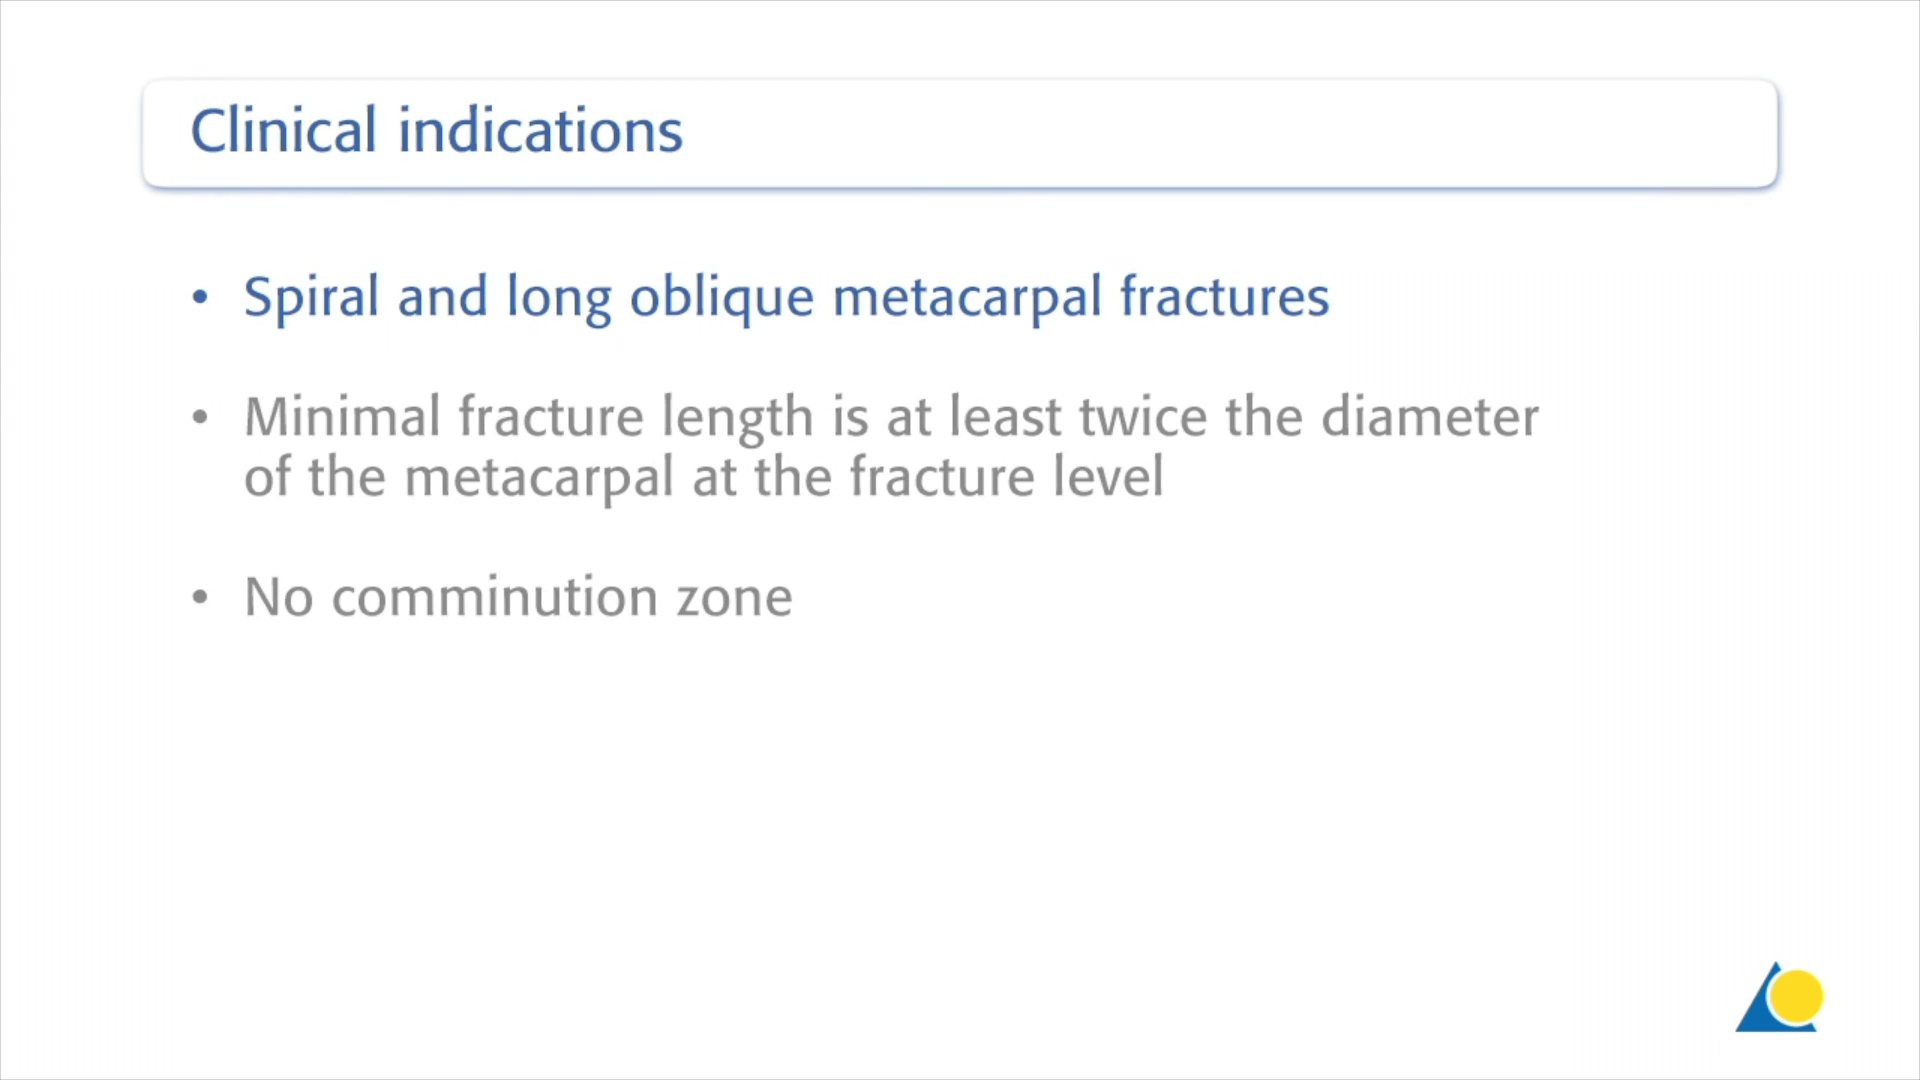 Clinical indications
• Spiral and long oblique metacarpal fractures
• Minimal fracture length is at least twice the diameter
of the metacarpal at the fracture level
• No comminution zone